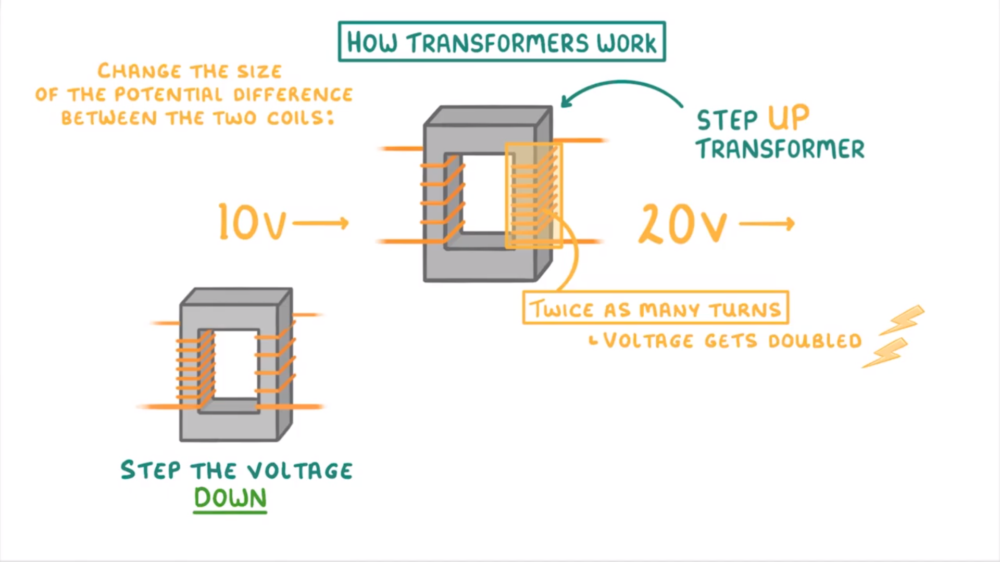 HOW TRANSFORMERS WORK
CHANGE THE SIZE
OF THE POTENTIAL DIFFERENCE
BETWEEN THE TWO COILS:
STEP UP
TRANSFORMER
10V
20V
TWICE AS MANY TURNS
VOLTAGE GETS DOUBLED
STEP THE VOLTAGE
DOWN